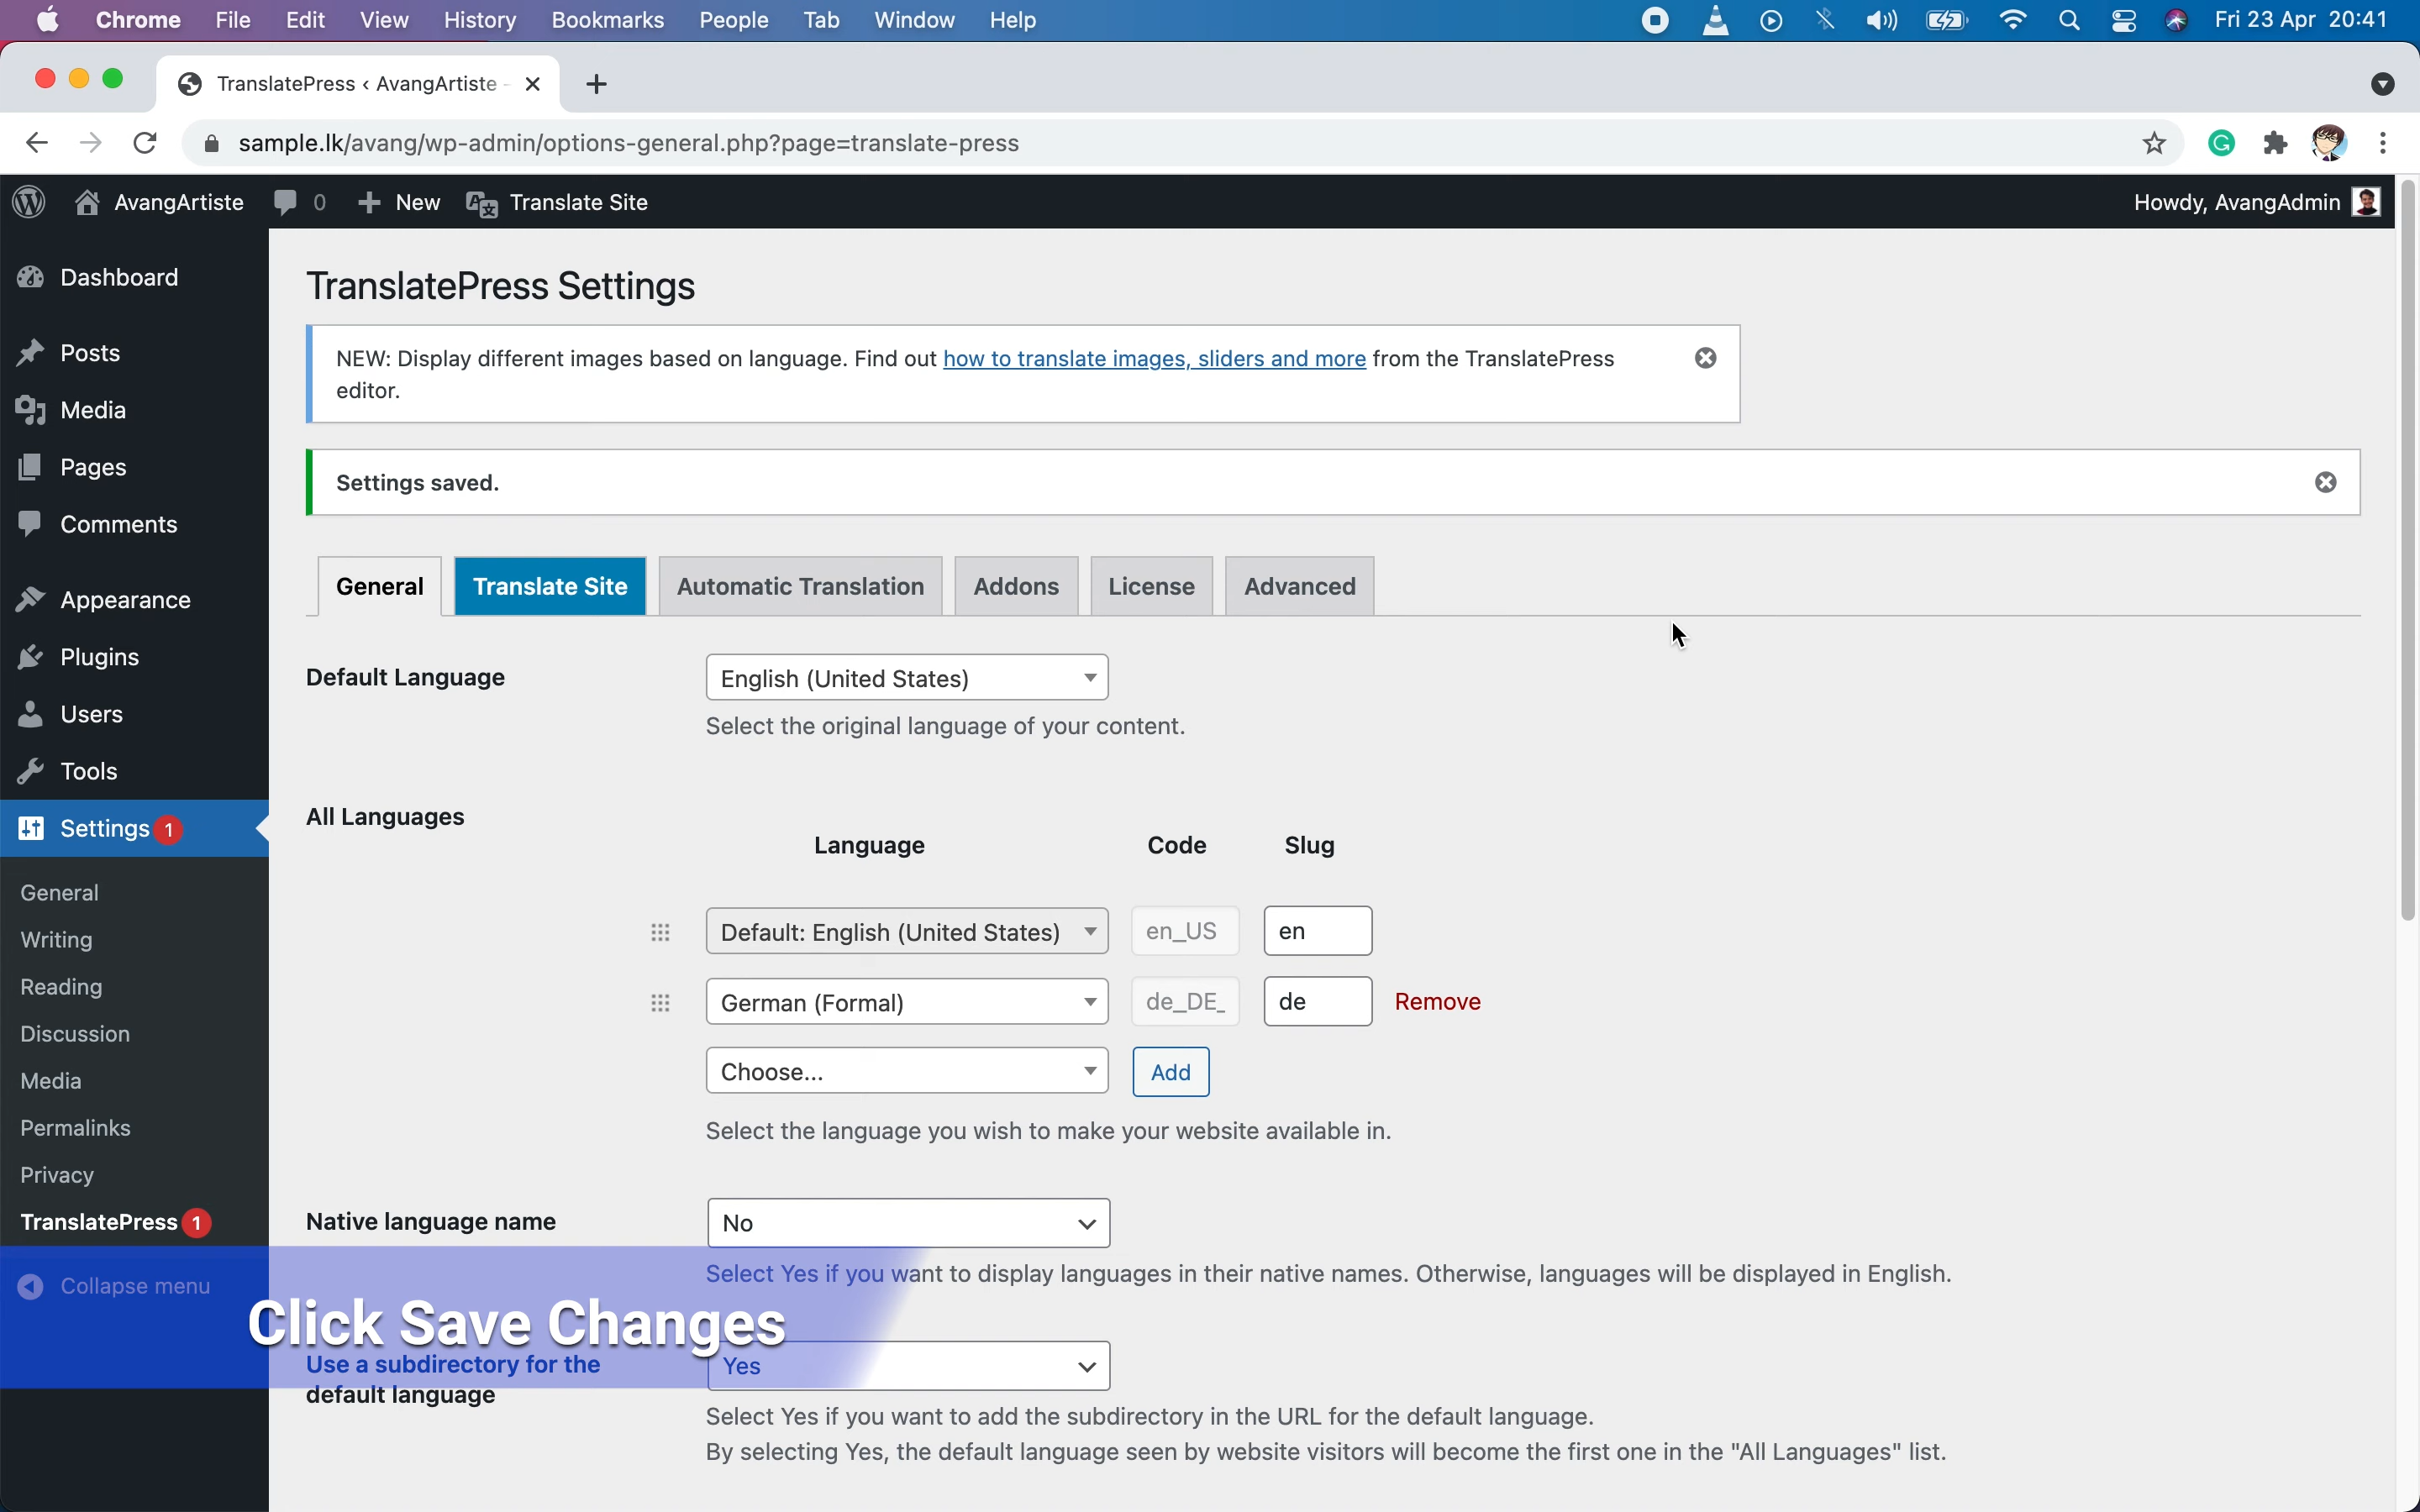 Chrome File Edit View History Bookmarks People Tab Window Help Fri 23 Apr 20:41
TranslatePress ‹ AvangArtiste -
sample.lk/avang/wp-admin/options-general.php?page=translate-press
AvangArtiste 0 New Translate Site Howdy, AvangAdmin
Dashboard
Posts
Media
Pages
Comments
Appearance
Plugins
Users
Tools
Settings 1
General
Writing
Reading
Discussion
Media
Permalinks
Privacy
TranslatePress 1
Collapse menu
TranslatePress Settings
NEW: Display different images based on language. Find out how to translate images, sliders and more from the TranslatePress
editor.
Settings saved.
General Translate Site Automatic Translation Addons License Advanced
Default Language English (United States)
Select the original language of your content.
All Languages
Language Code Slug
Default: English (United States) en_US en
German (Formal) de_DE_ de Remove
Choose... Add
Select the language you wish to make your website available in.
Native language name No
Select Yes if you want to display languages in their native names. Otherwise, languages will be displayed in English.
Click Save Changes
Use a subdirectory for the Yes
default language
Select Yes if you want to add the subdirectory in the URL for the default language.
By selecting Yes, the default language seen by website visitors will become the first one in the "All Languages" list.